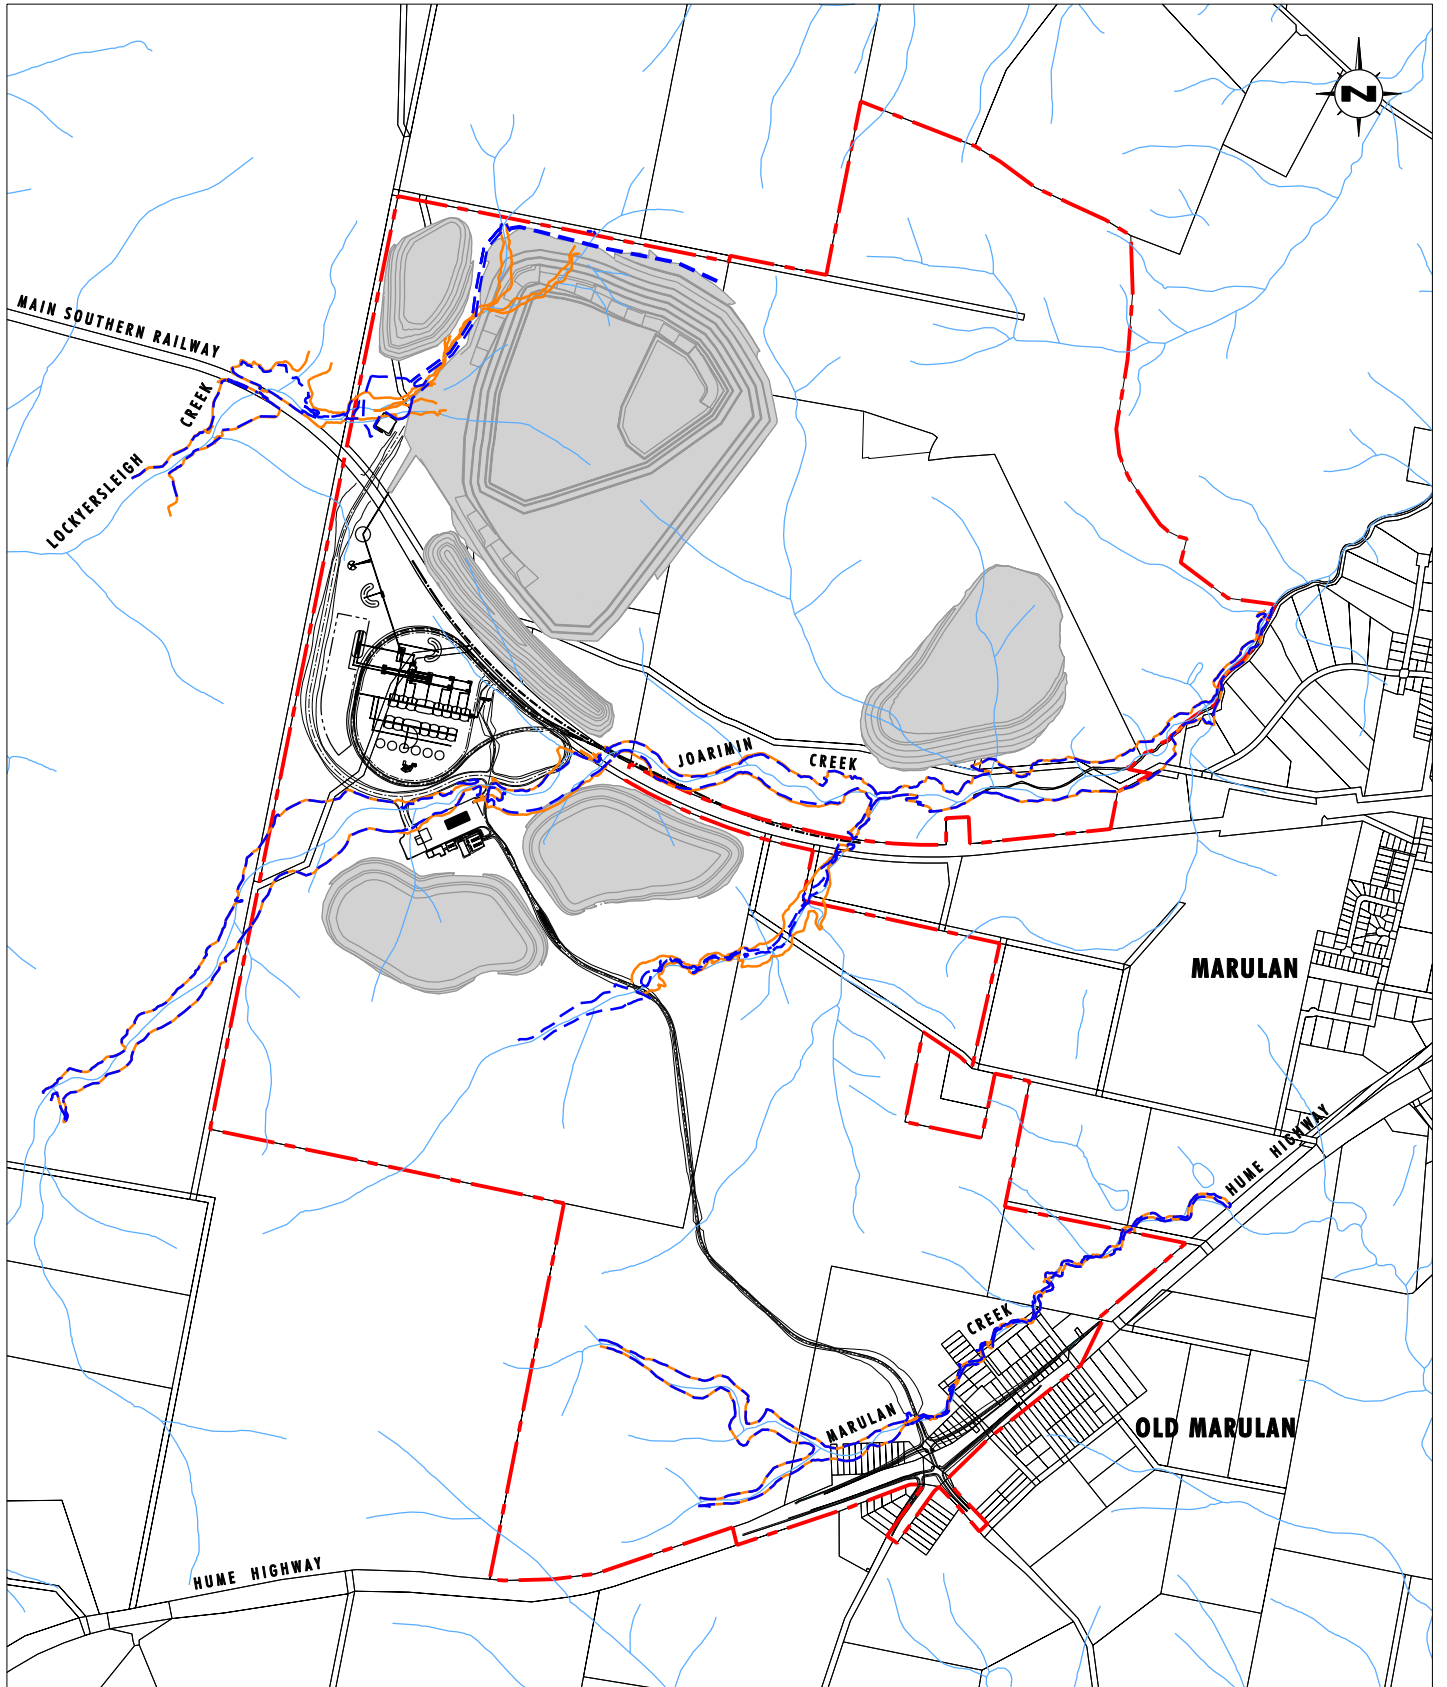 N
MAIN SOUTHERN RAILWAY
CREEK
LOCKYERSLEIGH
JOARIMIN CREEK
MARULAN
HUME HIGHWAY
CREEK
MARULAN
OLD MARULAN
HUME HIGHWAY